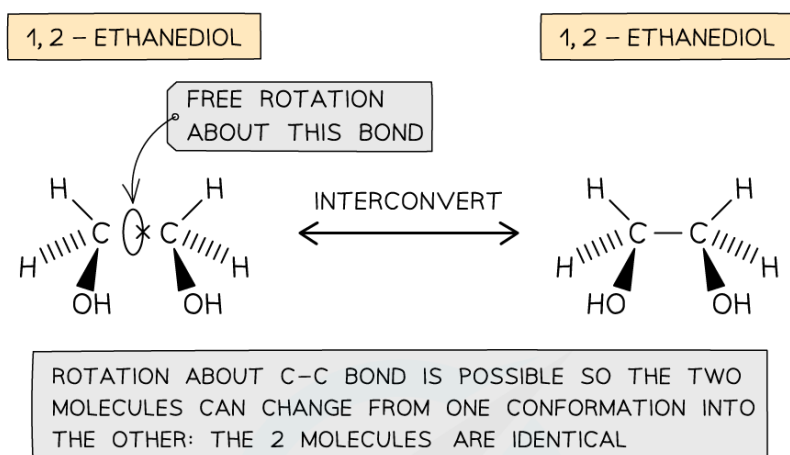 1, 2 – ETHANEDIOL
1, 2 – ETHANEDIOL
FREE ROTATION
ABOUT THIS BOND
INTERCONVERT
H H
C C
H H
OH OH
H H
C C
H H
HO OH
ROTATION ABOUT C–C BOND IS POSSIBLE SO THE TWO
MOLECULES CAN CHANGE FROM ONE CONFORMATION INTO
THE OTHER: THE 2 MOLECULES ARE IDENTICAL